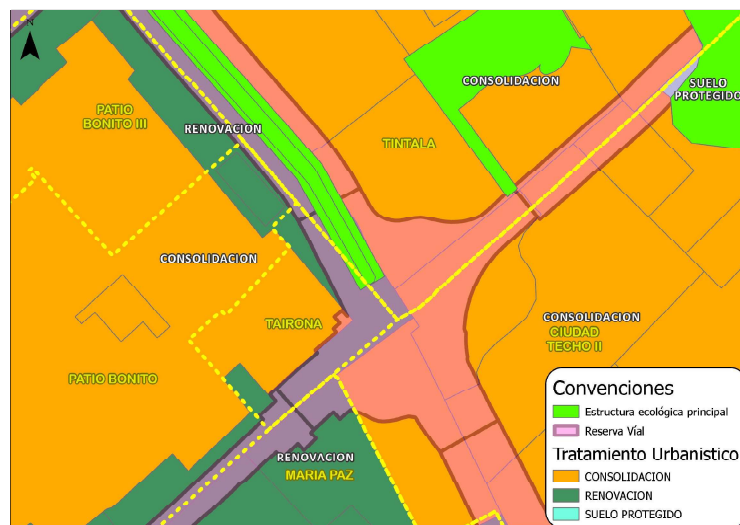 N
CONSOLIDACION
SUELO
PROTEGIDO
PATIO
BONITO III
RENOVACION
TINTALA
CONSOLIDACION
TAIRONA
CONSOLIDACION
CIUDAD
TECHO II
PATIO BONITO
RENOVACION
MARIA PAZ
Convenciones
Estructura ecológica principal
Reserva Víal
Tratamiento Urbanistico
CONSOLIDACION
RENOVACION
SUELO PROTEGIDO